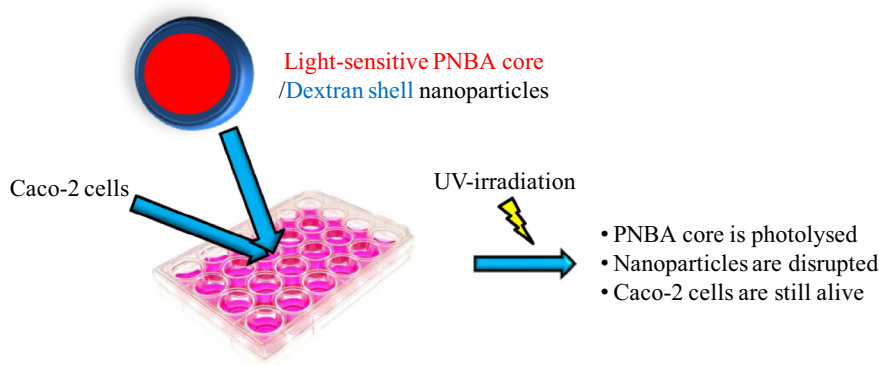 Light-sensitive PNBA core
/Dextran shell nanoparticles
Caco-2 cells
UV-irradiation
• PNBA core is photolysed
• Nanoparticles are disrupted
• Caco-2 cells are still alive